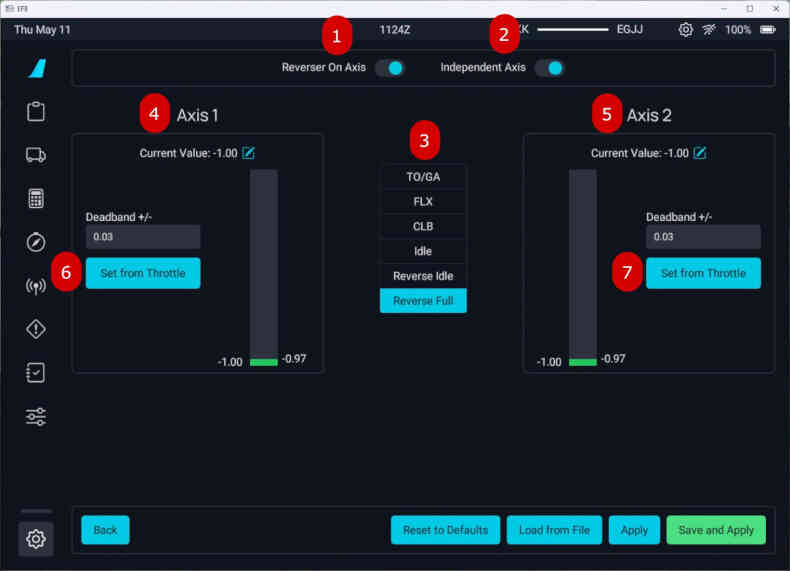 EFB
Thu May 11
1124Z
KK
EGJJ
100%
1
2
Reverser On Axis
Independent Axis
4
Axis 1
3
5
Axis 2
Current Value: -1.00
Current Value: -1.00
TO/GA
FLX
CLB
Idle
Reverse Idle
Reverse Full
Deadband +/-
0.03
6
Set from Throttle
-1.00
-0.97
Deadband +/-
0.03
7
Set from Throttle
-1.00
-0.97
Back
Reset to Defaults
Load from File
Apply
Save and Apply